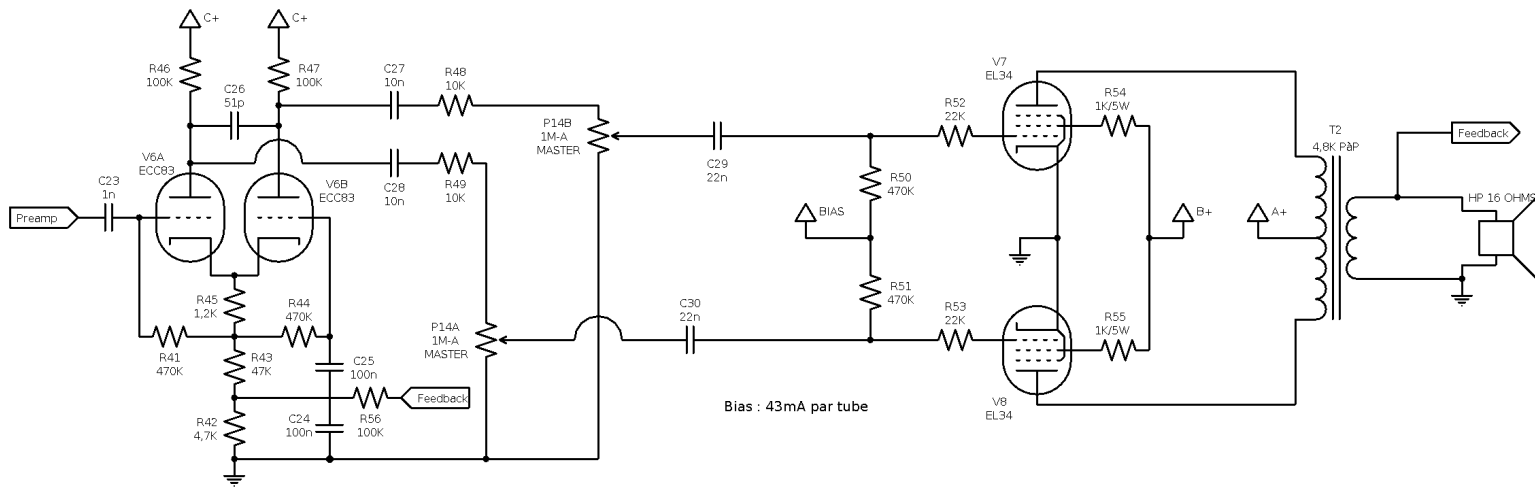 C+
C+
R46
100K
C26
51p
R47
100K
C27
10n
R48
10K
V6A
ECC83
V6B
ECC83
C28
10n
R49
10K
C23
1n
Preamp
R45
1,2K
R44
470K
R41
470K
R43
47K
C25
100n
Feedback
R56
100K
C24
100n
R42
4,7K
P14B
1M-A
MASTER
P14A
1M-A
MASTER
C29
22n
C30
22n
BIAS
R50
470K
R51
470K
R52
22K
R53
22K
V7
EL34
R54
1K/5W
R55
1K/5W
V8
EL34
B+
A+
T2
4,8K PàP
Feedback
HP 16 OHMS
Bias : 43mA par tube